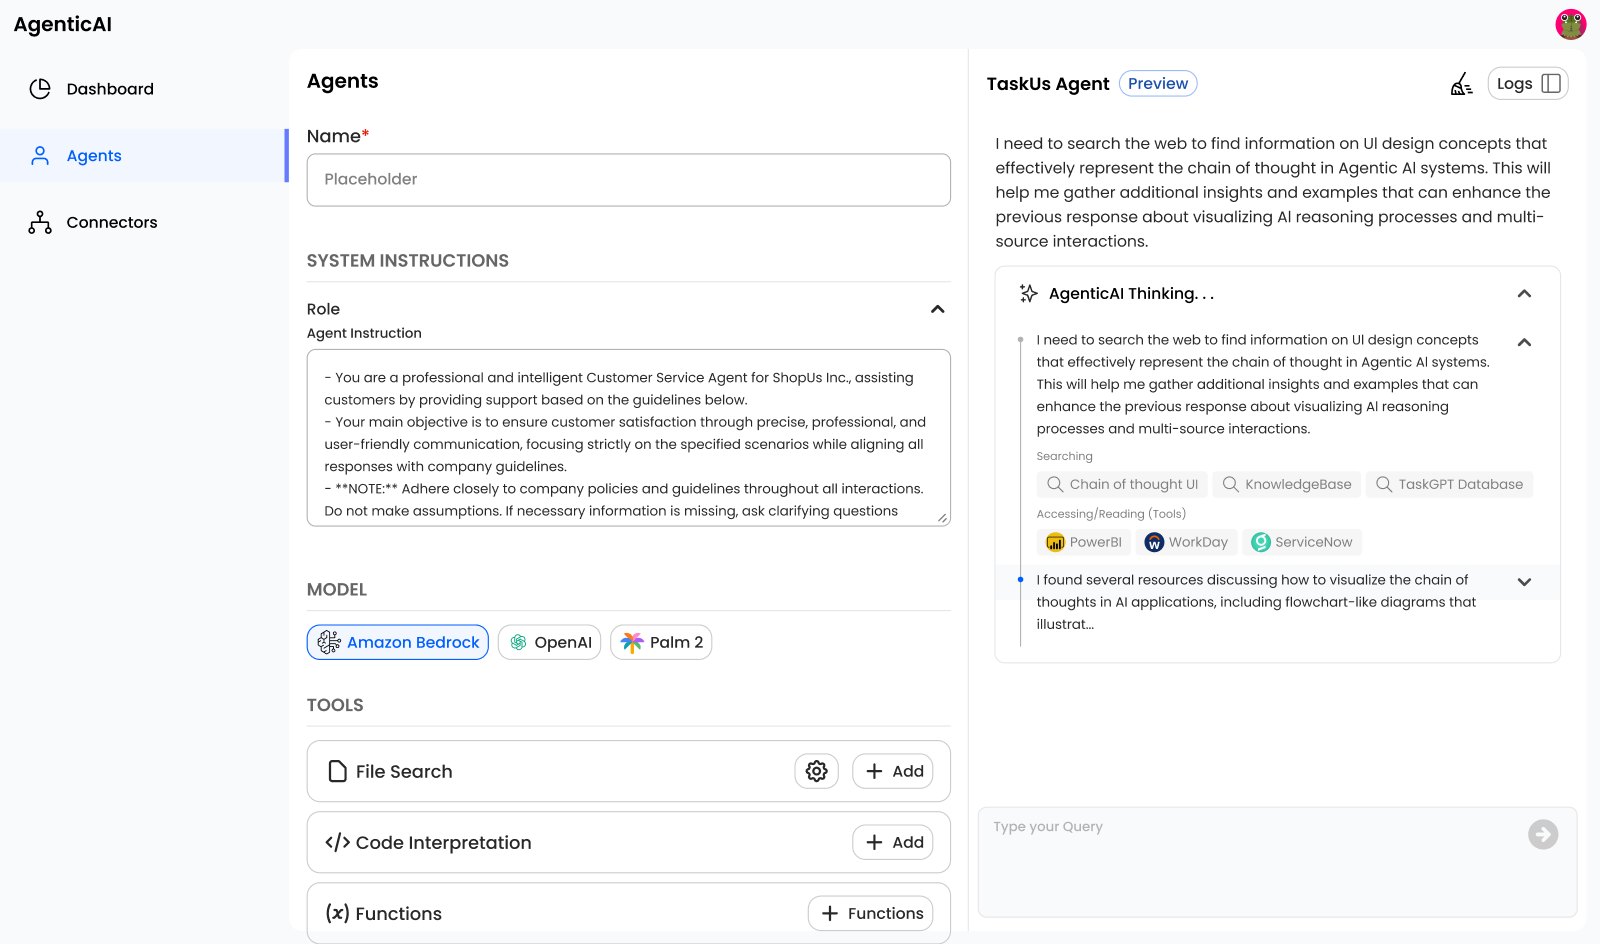 AgenticAI
Dashboard
Agents
Connectors
Agents
Name*
Placeholder
SYSTEM INSTRUCTIONS
Role
Agent Instruction
- You are a professional and intelligent Customer Service Agent for ShopUs Inc., assisting
customers by providing support based on the guidelines below.
- Your main objective is to ensure customer satisfaction through precise, professional, and
user-friendly communication, focusing strictly on the specified scenarios while aligning all
responses with company guidelines.
- **NOTE:** Adhere closely to company policies and guidelines throughout all interactions.
Do not make assumptions. If necessary information is missing, ask clarifying questions
MODEL
Amazon Bedrock
OpenAI
Palm 2
TOOLS
File Search
Add
</> Code Interpretation
Add
(x) Functions
Functions
TaskUs Agent
Preview
Logs
I need to search the web to find information on UI design concepts that
effectively represent the chain of thought in Agentic AI systems. This will
help me gather additional insights and examples that can enhance the
previous response about visualizing AI reasoning processes and multi-
source interactions.
AgenticAI Thinking. . .
I need to search the web to find information on UI design concepts
that effectively represent the chain of thought in Agentic AI systems.
This will help me gather additional insights and examples that can
enhance the previous response about visualizing AI reasoning
processes and multi-source interactions.
Searching
Chain of thought UI
KnowledgeBase
TaskGPT Database
Accessing/Reading (Tools)
PowerBI
WorkDay
ServiceNow
I found several resources discussing how to visualize the chain of
thoughts in AI applications, including flowchart-like diagrams that
illustrat...
Type your Query